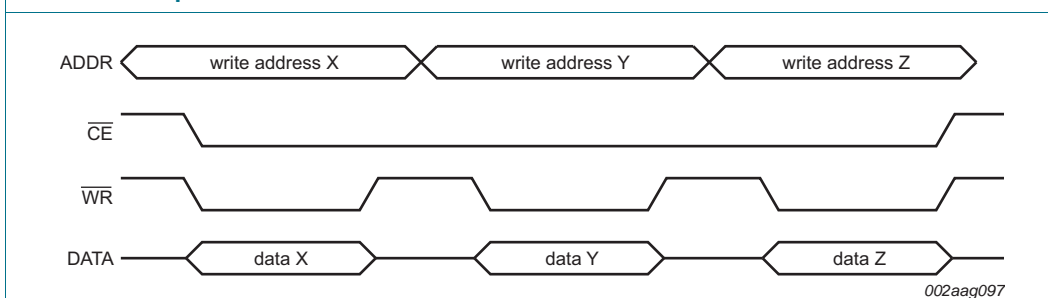 ADDR write address X write address Y write address Z
CE
WR
DATA data X data Y data Z
002aag097